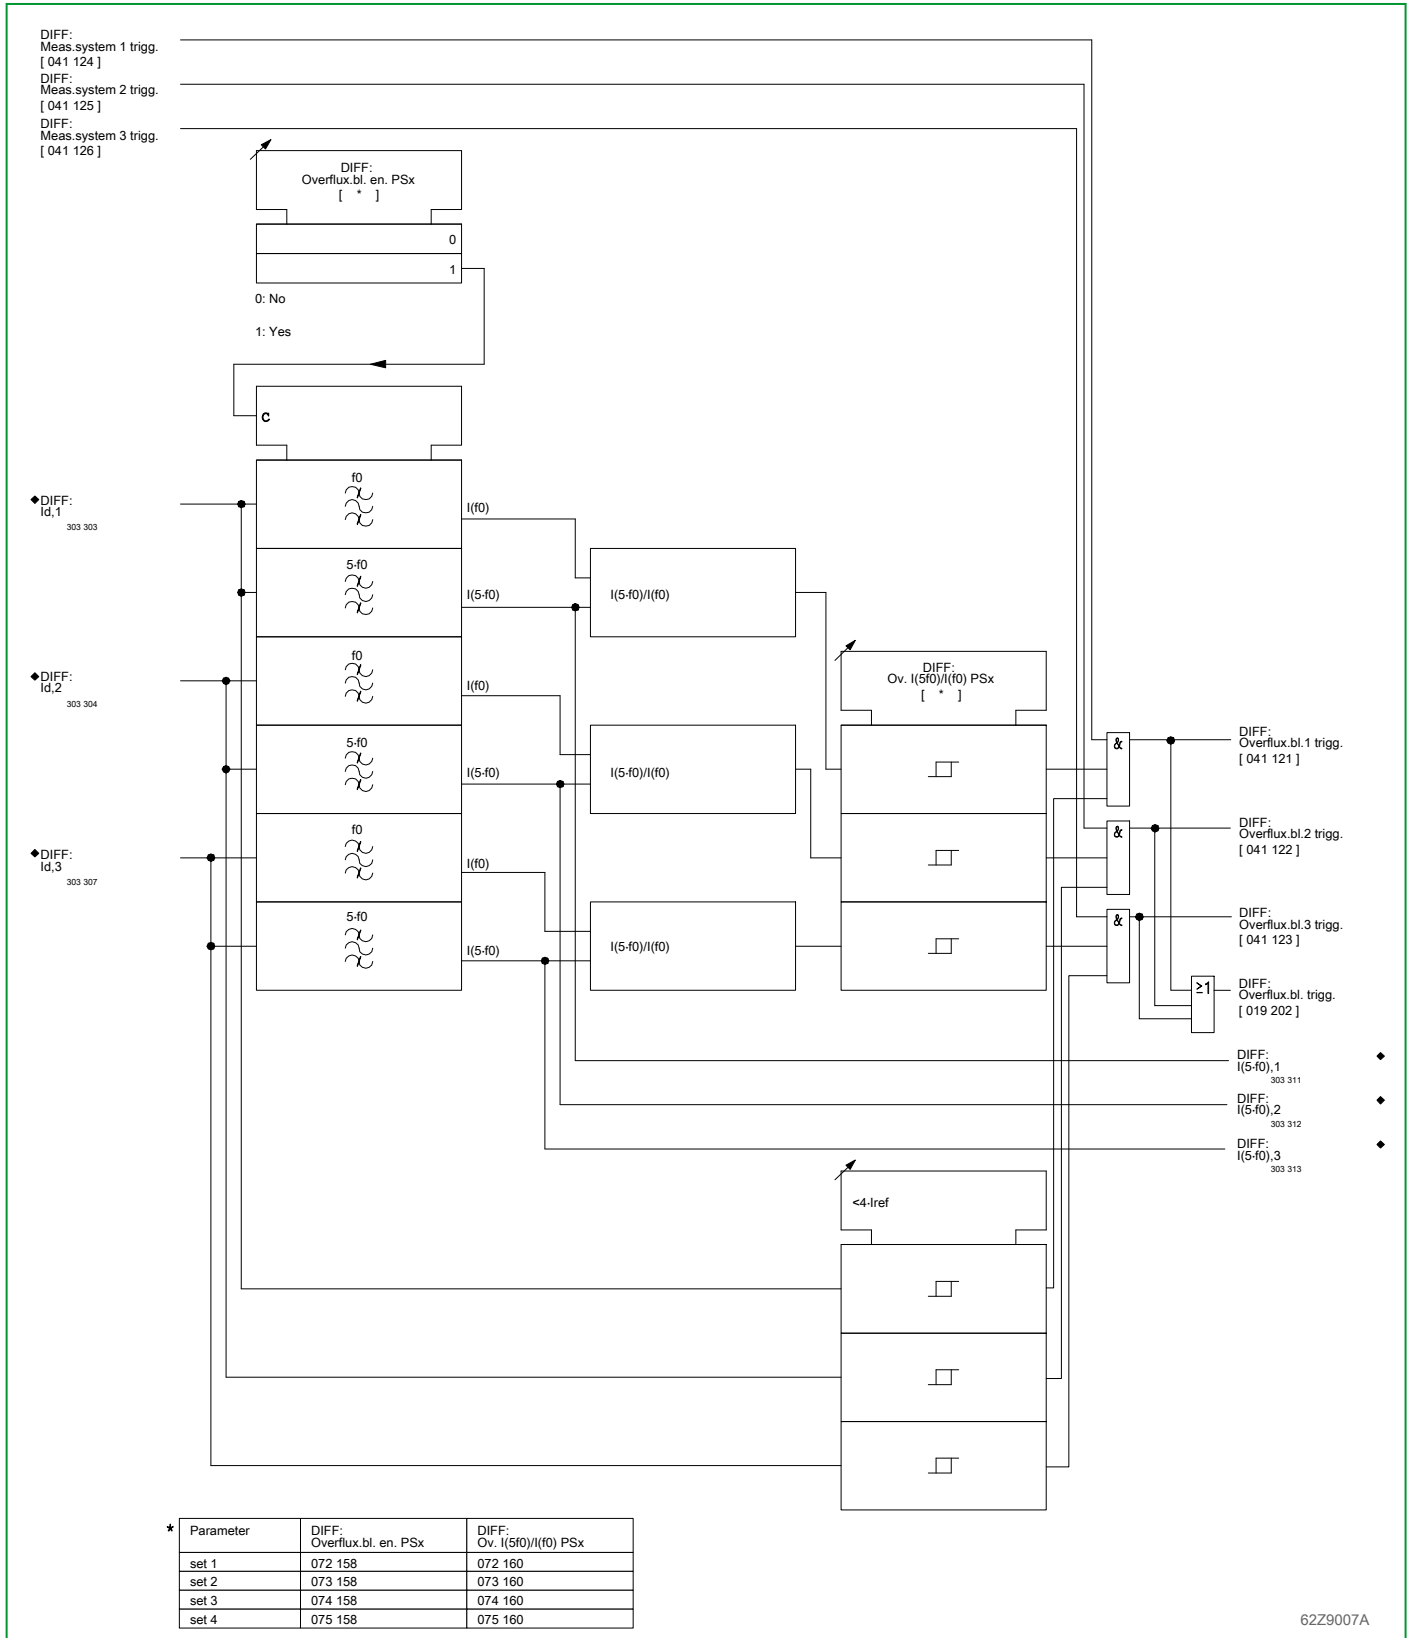 DIFF:
Meas.system 1 trigg.
[ 041 124 ]
DIFF:
Meas.system 2 trigg.
[ 041 125 ]
DIFF:
Meas.system 3 trigg.
[ 041 126 ]
DIFF:
Overflux.bl. en. PSx
[ * ]
0
1
0: No
1: Yes
C
◆DIFF:
Id,1
303 303
f0
I(f0)
5·f0
I(5·f0)
I(5·f0)/I(f0)
◆DIFF:
Id,2
303 304
f0
I(f0)
5·f0
I(5·f0)
I(5·f0)/I(f0)
◆DIFF:
Id,3
303 307
f0
I(f0)
5·f0
I(5·f0)
I(5·f0)/I(f0)
DIFF:
Ov. I(5f0)/I(f0) PSx
[ * ]
&
DIFF:
Overflux.bl.1 trigg.
[ 041 121 ]
&
DIFF:
Overflux.bl.2 trigg.
[ 041 122 ]
&
DIFF:
Overflux.bl.3 trigg.
[ 041 123 ]
≥1
DIFF:
Overflux.bl. trigg.
[ 019 202 ]
DIFF: ◆
I(5·f0),1
303 311
DIFF: ◆
I(5·f0),2
303 312
DIFF: ◆
I(5·f0),3
303 313
<4·Iref
* Parameter DIFF: DIFF:
Overflux.bl. en. PSx Ov. I(5f0)/I(f0) PSx
set 1 072 158 072 160
set 2 073 158 073 160
set 3 074 158 074 160
set 4 075 158 075 160
62Z9007A